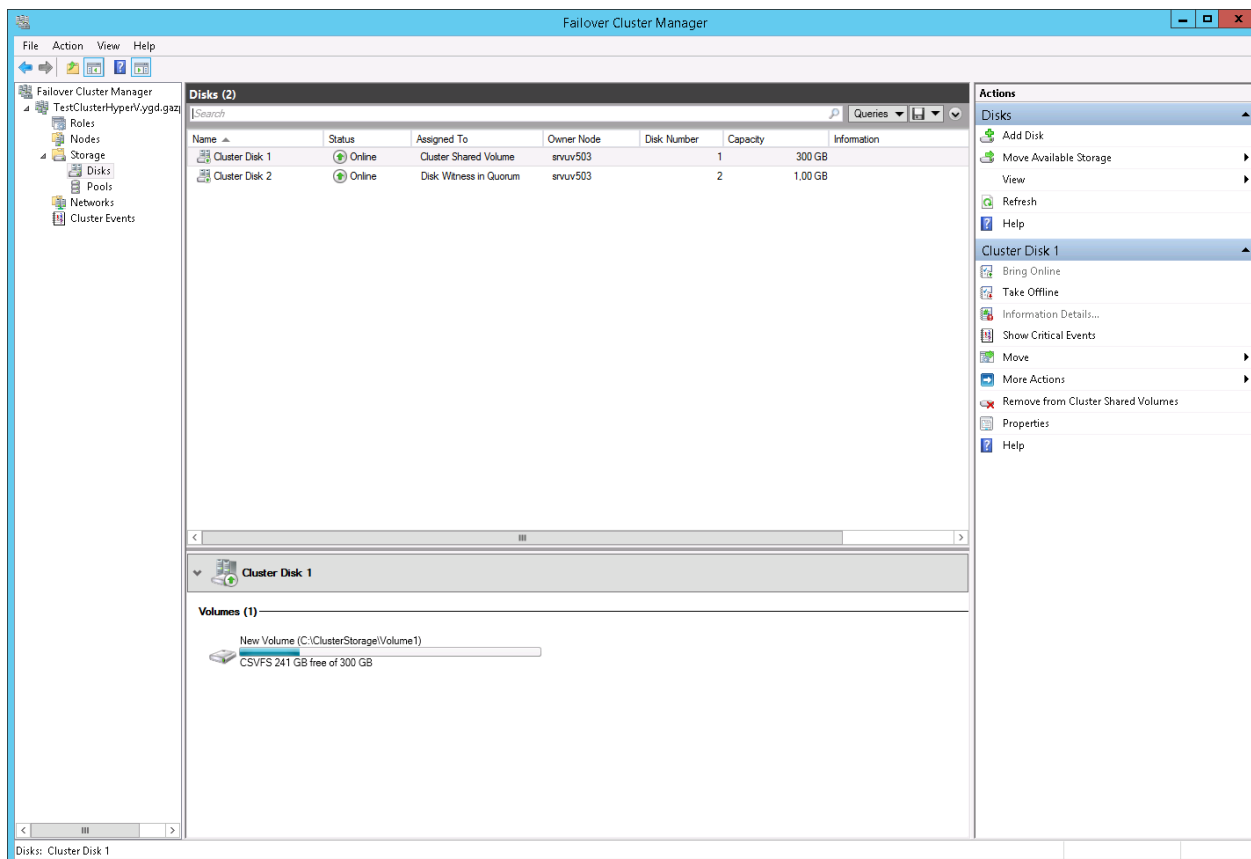 Failover Cluster Manager
File Action View Help
Failover Cluster Manager
TestClusterHyperV.ygd.gazp
Roles
Nodes
Storage
Disks
Pools
Networks
Cluster Events
Disks (2)
Search
Queries
Name Status Assigned To Owner Node Disk Number Capacity Information
Cluster Disk 1 Online Cluster Shared Volume srvuv503 1 300 GB
Cluster Disk 2 Online Disk Witness in Quorum srvuv503 2 1,00 GB
Cluster Disk 1
Volumes (1)
New Volume (C:\ClusterStorage\Volume1)
CSVFS 241 GB free of 300 GB
Actions
Disks
Add Disk
Move Available Storage
View
Refresh
Help
Cluster Disk 1
Bring Online
Take Offline
Information Details...
Show Critical Events
Move
More Actions
Remove from Cluster Shared Volumes
Properties
Help
Disks: Cluster Disk 1